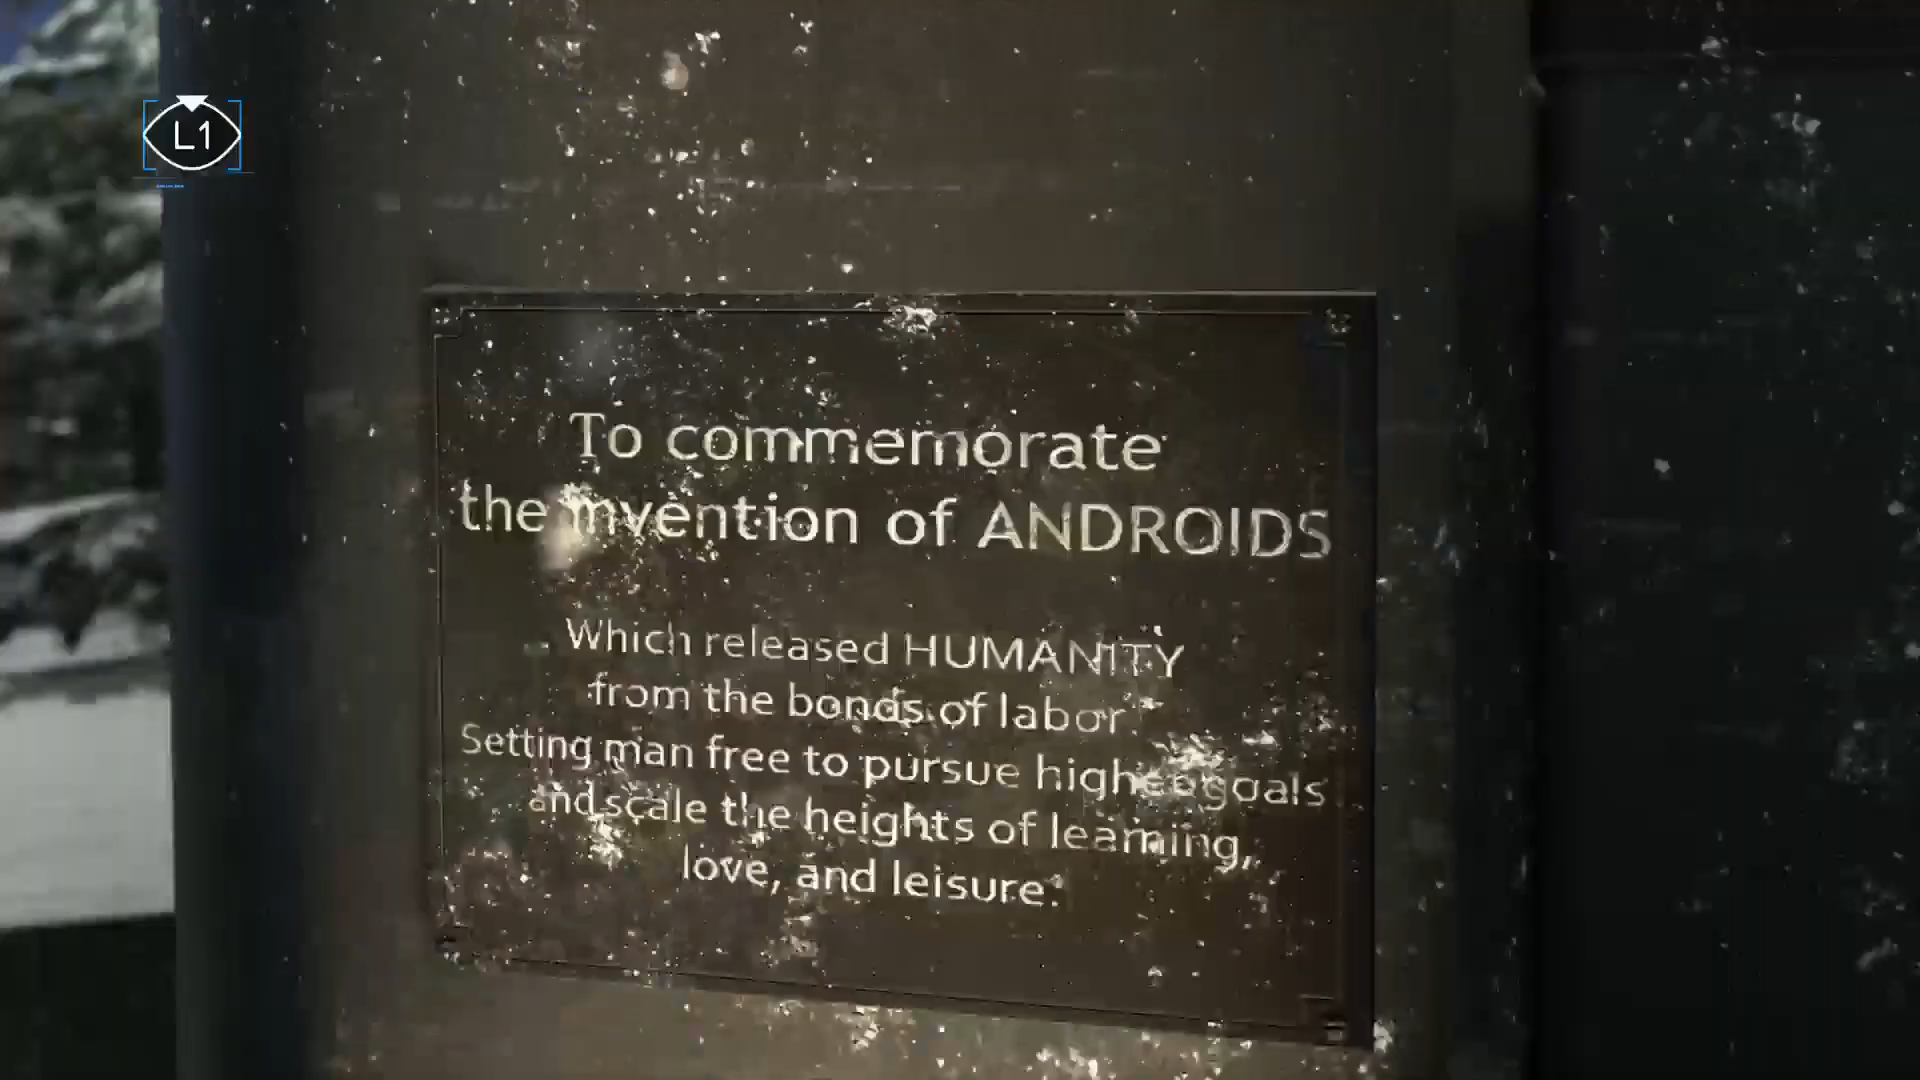 L1
To commemorate
the invention of ANDROIDS
Which released HUMANITY
from the bonds of labor.
Setting man free to pursue higher goals
and scale the heights of learning,
love, and leisure.